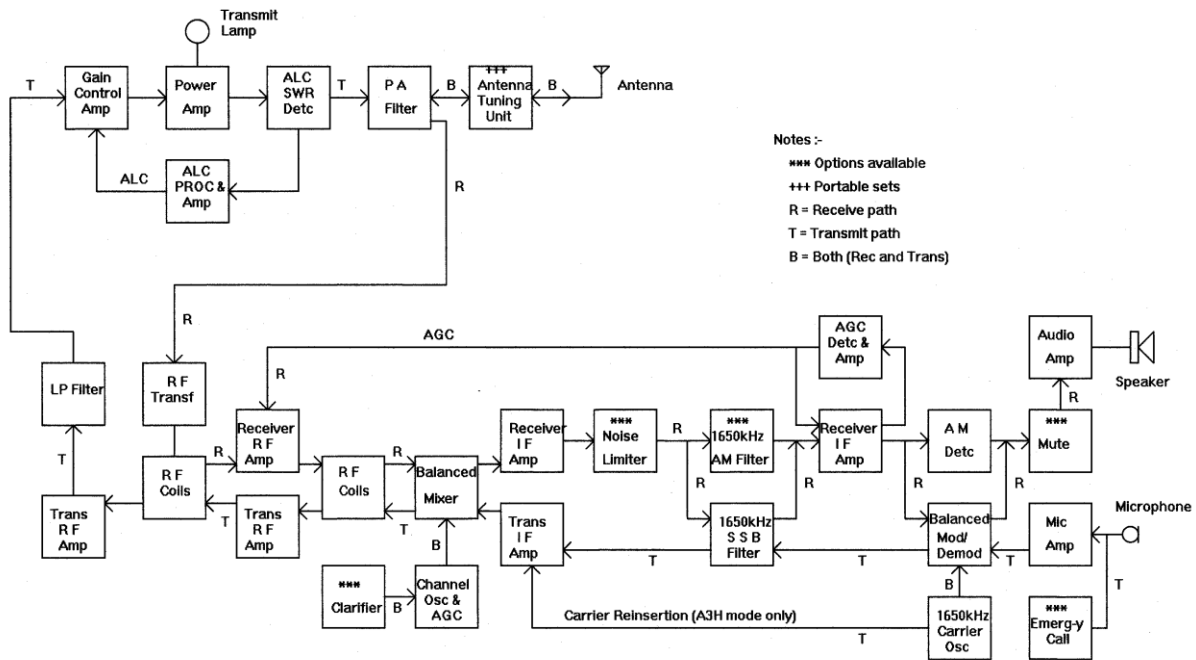 Transmit
Lamp
T
Gain
Control
Amp
Power
Amp
ALC
SWR
Detc
T
P A
Filter
B
+++
Antenna
Tuning
Unit
B
Antenna
ALC
ALC
PROC &
Amp
R
Notes :-
*** Options available
+++ Portable sets
R = Receive path
T = Transmit path
B = Both (Rec and Trans)
R
AGC
AGC
Detc &
Amp
Audio
Amp
Speaker
R
LP Filter
R F
Transf
R
Receiver
R F
Amp
Receiver
I F
Amp
***
Noise
Limiter
R
***
1650kHz
AM Filter
Receiver
I F
Amp
A M
Detc
***
Mute
T
R
R F
Coils
R F
Coils
R
Balanced
Mixer
R
R
R
R
Trans
R F
Amp
T
Trans
R F
Amp
T
Trans
I F
Amp
T
1650kHz
S S B
Filter
T
Balanced
Mod/
Demod
T
Mic
Amp
Microphone
B
***
Clarifier
B
Channel
Osc &
AGC
Carrier Reinsertion (A3H mode only)
T
B
1650kHz
Carrier
Osc
***
Emerg-y
Call
T